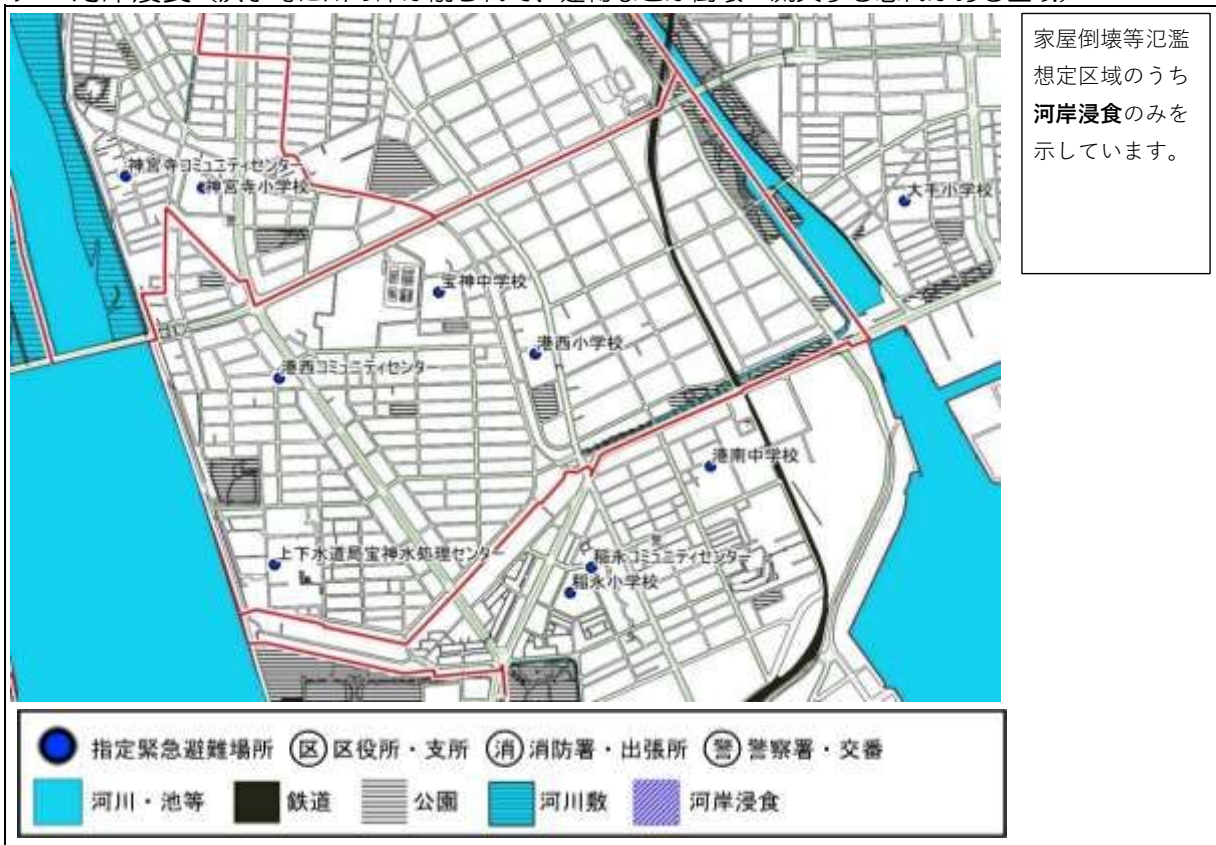 家屋倒壊等氾濫
想定区域のうち
河岸浸食のみを
示しています。
神宮寺コミュニティセンター
神宮寺小学校
大手小学校
宝神中学校
港西小学校
港西コミュニティセンター
港南中学校
上下水道局宝神水処理センター
稲永コミュニティセンター
稲永小学校
指定緊急避難場所 区 区役所・支所 消 消防署・出張所 警 警察署・交番
河川・池等 鉄道 公園 河川敷 河岸浸食